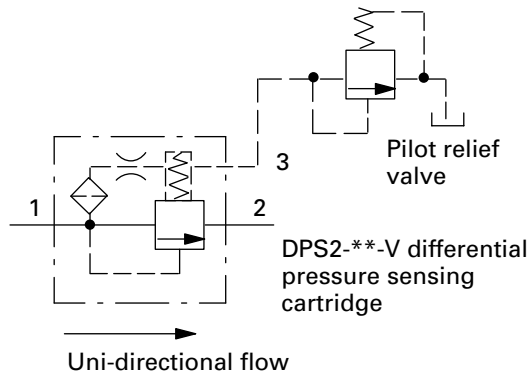 3
Pilot relief
valve
1
2
DPS2-**-V differential
pressure sensing
cartridge
Uni-directional flow